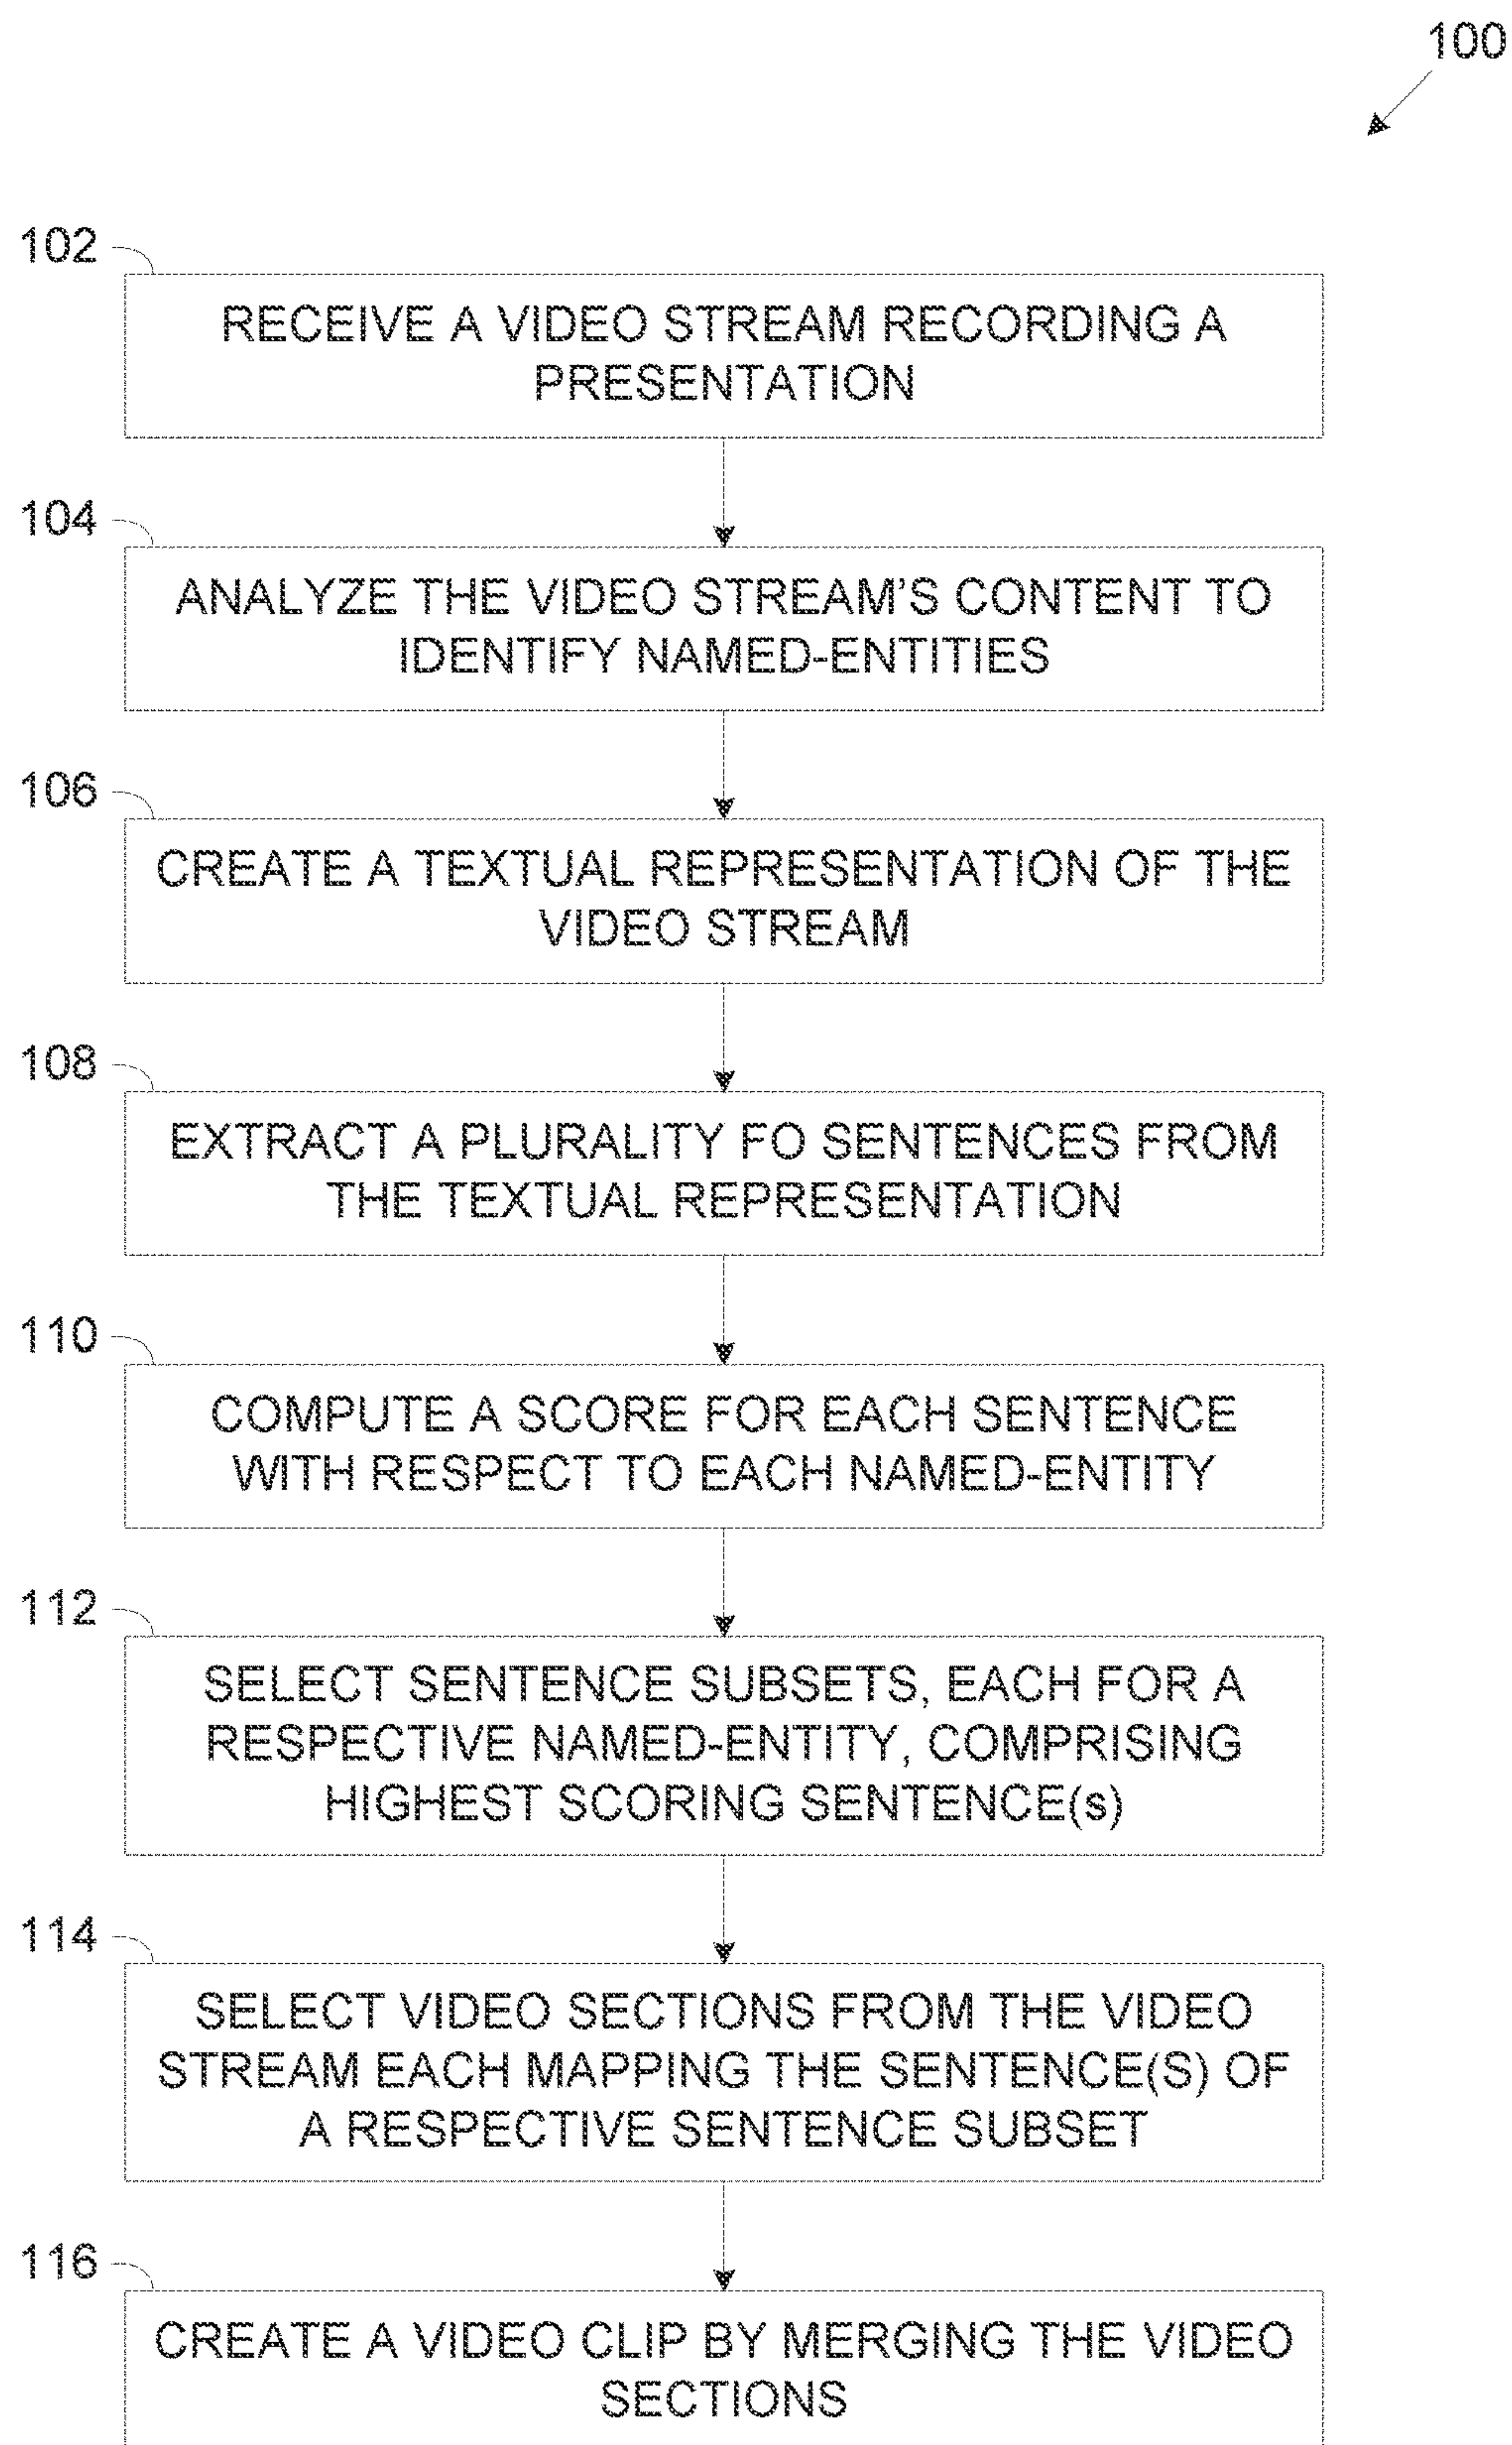 100
102
RECEIVE A VIDEO STREAM RECORDING A
PRESENTATION
104
ANALYZE THE VIDEO STREAM'S CONTENT TO
IDENTIFY NAMED-ENTITIES
106
CREATE A TEXTUAL REPRESENTATION OF THE
VIDEO STREAM
108
EXTRACT A PLURALITY FO SENTENCES FROM
THE TEXTUAL REPRESENTATION
110
COMPUTE A SCORE FOR EACH SENTENCE
WITH RESPECT TO EACH NAMED-ENTITY
112
SELECT SENTENCE SUBSETS, EACH FOR A
RESPECTIVE NAMED-ENTITY, COMPRISING
HIGHEST SCORING SENTENCE(s)
114
SELECT VIDEO SECTIONS FROM THE VIDEO
STREAM EACH MAPPING THE SENTENCE(S) OF
A RESPECTIVE SENTENCE SUBSET
116
CREATE A VIDEO CLIP BY MERGING THE VIDEO
SECTIONS